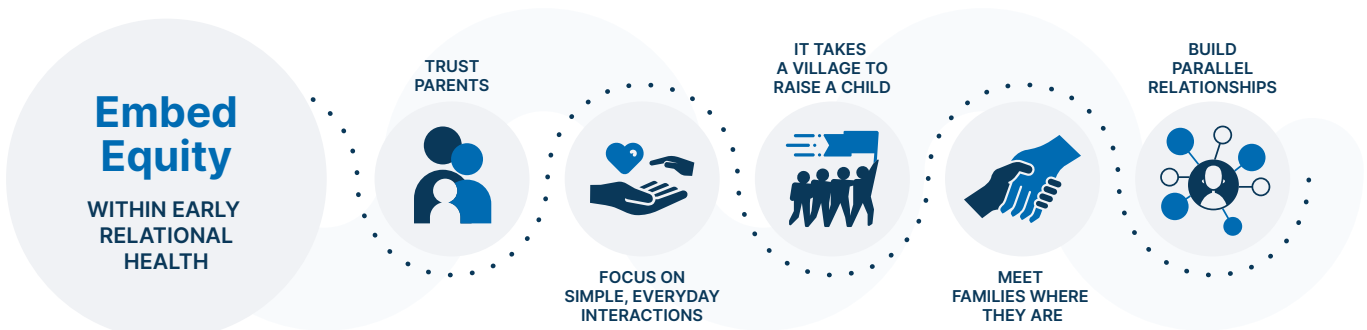 Embed
Equity
WITHIN EARLY
RELATIONAL
HEALTH
TRUST
PARENTS
FOCUS ON
SIMPLE, EVERYDAY
INTERACTIONS
IT TAKES
A VILLAGE TO
RAISE A CHILD
MEET
FAMILIES WHERE
THEY ARE
BUILD
PARALLEL
RELATIONSHIPS